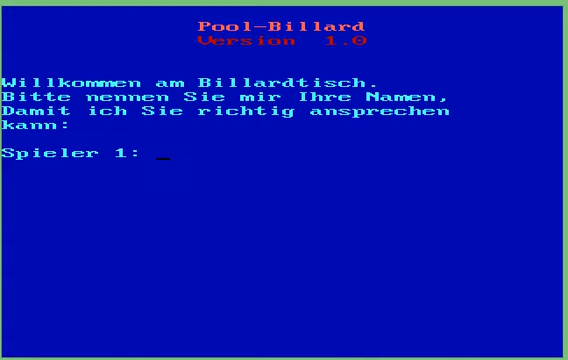 Pool-Billard
Version 1.0
Willkommen am Billardtisch.
Bitte nennen Sie mir Ihre Namen,
Damit ich Sie richtig ansprechen
kann:
Spieler 1: _